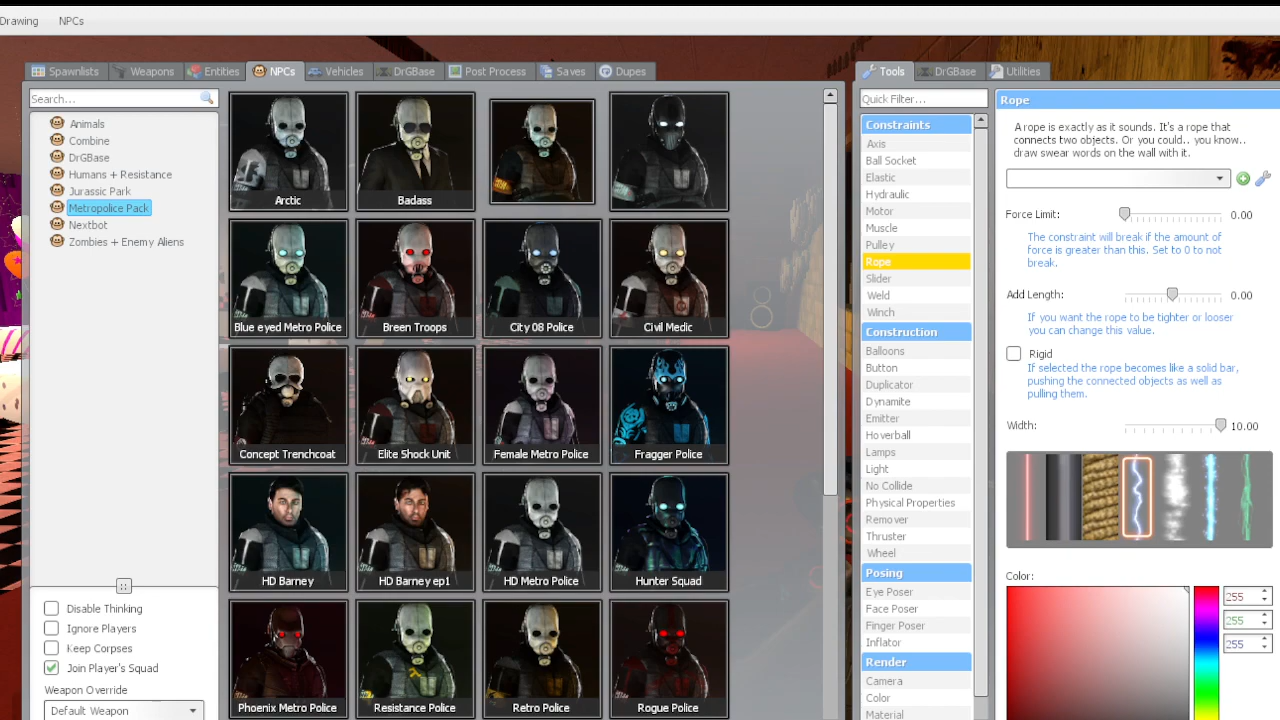 Drawing NPCs
Spawnlists Weapons Entities NPCs Vehicles DrGBase Post Process Saves Dupes
Search...
Animals
Combine
DrGBase
Humans + Resistance
Jurassic Park
Metropolice Pack
Nextbot
Zombies + Enemy Aliens
Disable Thinking
Ignore Players
Keep Corpses
Join Player's Squad
Weapon Override
Default Weapon
Arctic
Badass
Blue eyed Metro Police
Breen Troops
City 08 Police
Civil Medic
Concept Trenchcoat
Elite Shock Unit
Female Metro Police
Fragger Police
HD Barney
HD Barney ep1
HD Metro Police
Hunter Squad
Phoenix Metro Police
Resistance Police
Retro Police
Rogue Police
Tools DrGBase Utilities
Quick Filter...
Constraints
Axis
Ball Socket
Elastic
Hydraulic
Motor
Muscle
Pulley
Rope
Slider
Weld
Winch
Construction
Balloons
Button
Duplicator
Dynamite
Emitter
Hoverball
Lamps
Light
No Collide
Physical Properties
Remover
Thruster
Wheel
Posing
Eye Poser
Face Poser
Finger Poser
Inflator
Render
Camera
Color
Material
Rope
A rope is exactly as it sounds. It's a rope that
connects two objects. Or you could.. you know..
draw swear words on the wall with it.
Force Limit: 0.00
The constraint will break if the amount of
force is greater than this. Set to 0 to not
break.
Add Length: 0.00
If you want the rope to be tighter or looser
you can change this value.
Rigid
If selected the rope becomes like a solid bar,
pushing the connected objects as well as
pulling them.
Width: 10.00
Color:
255
255
255